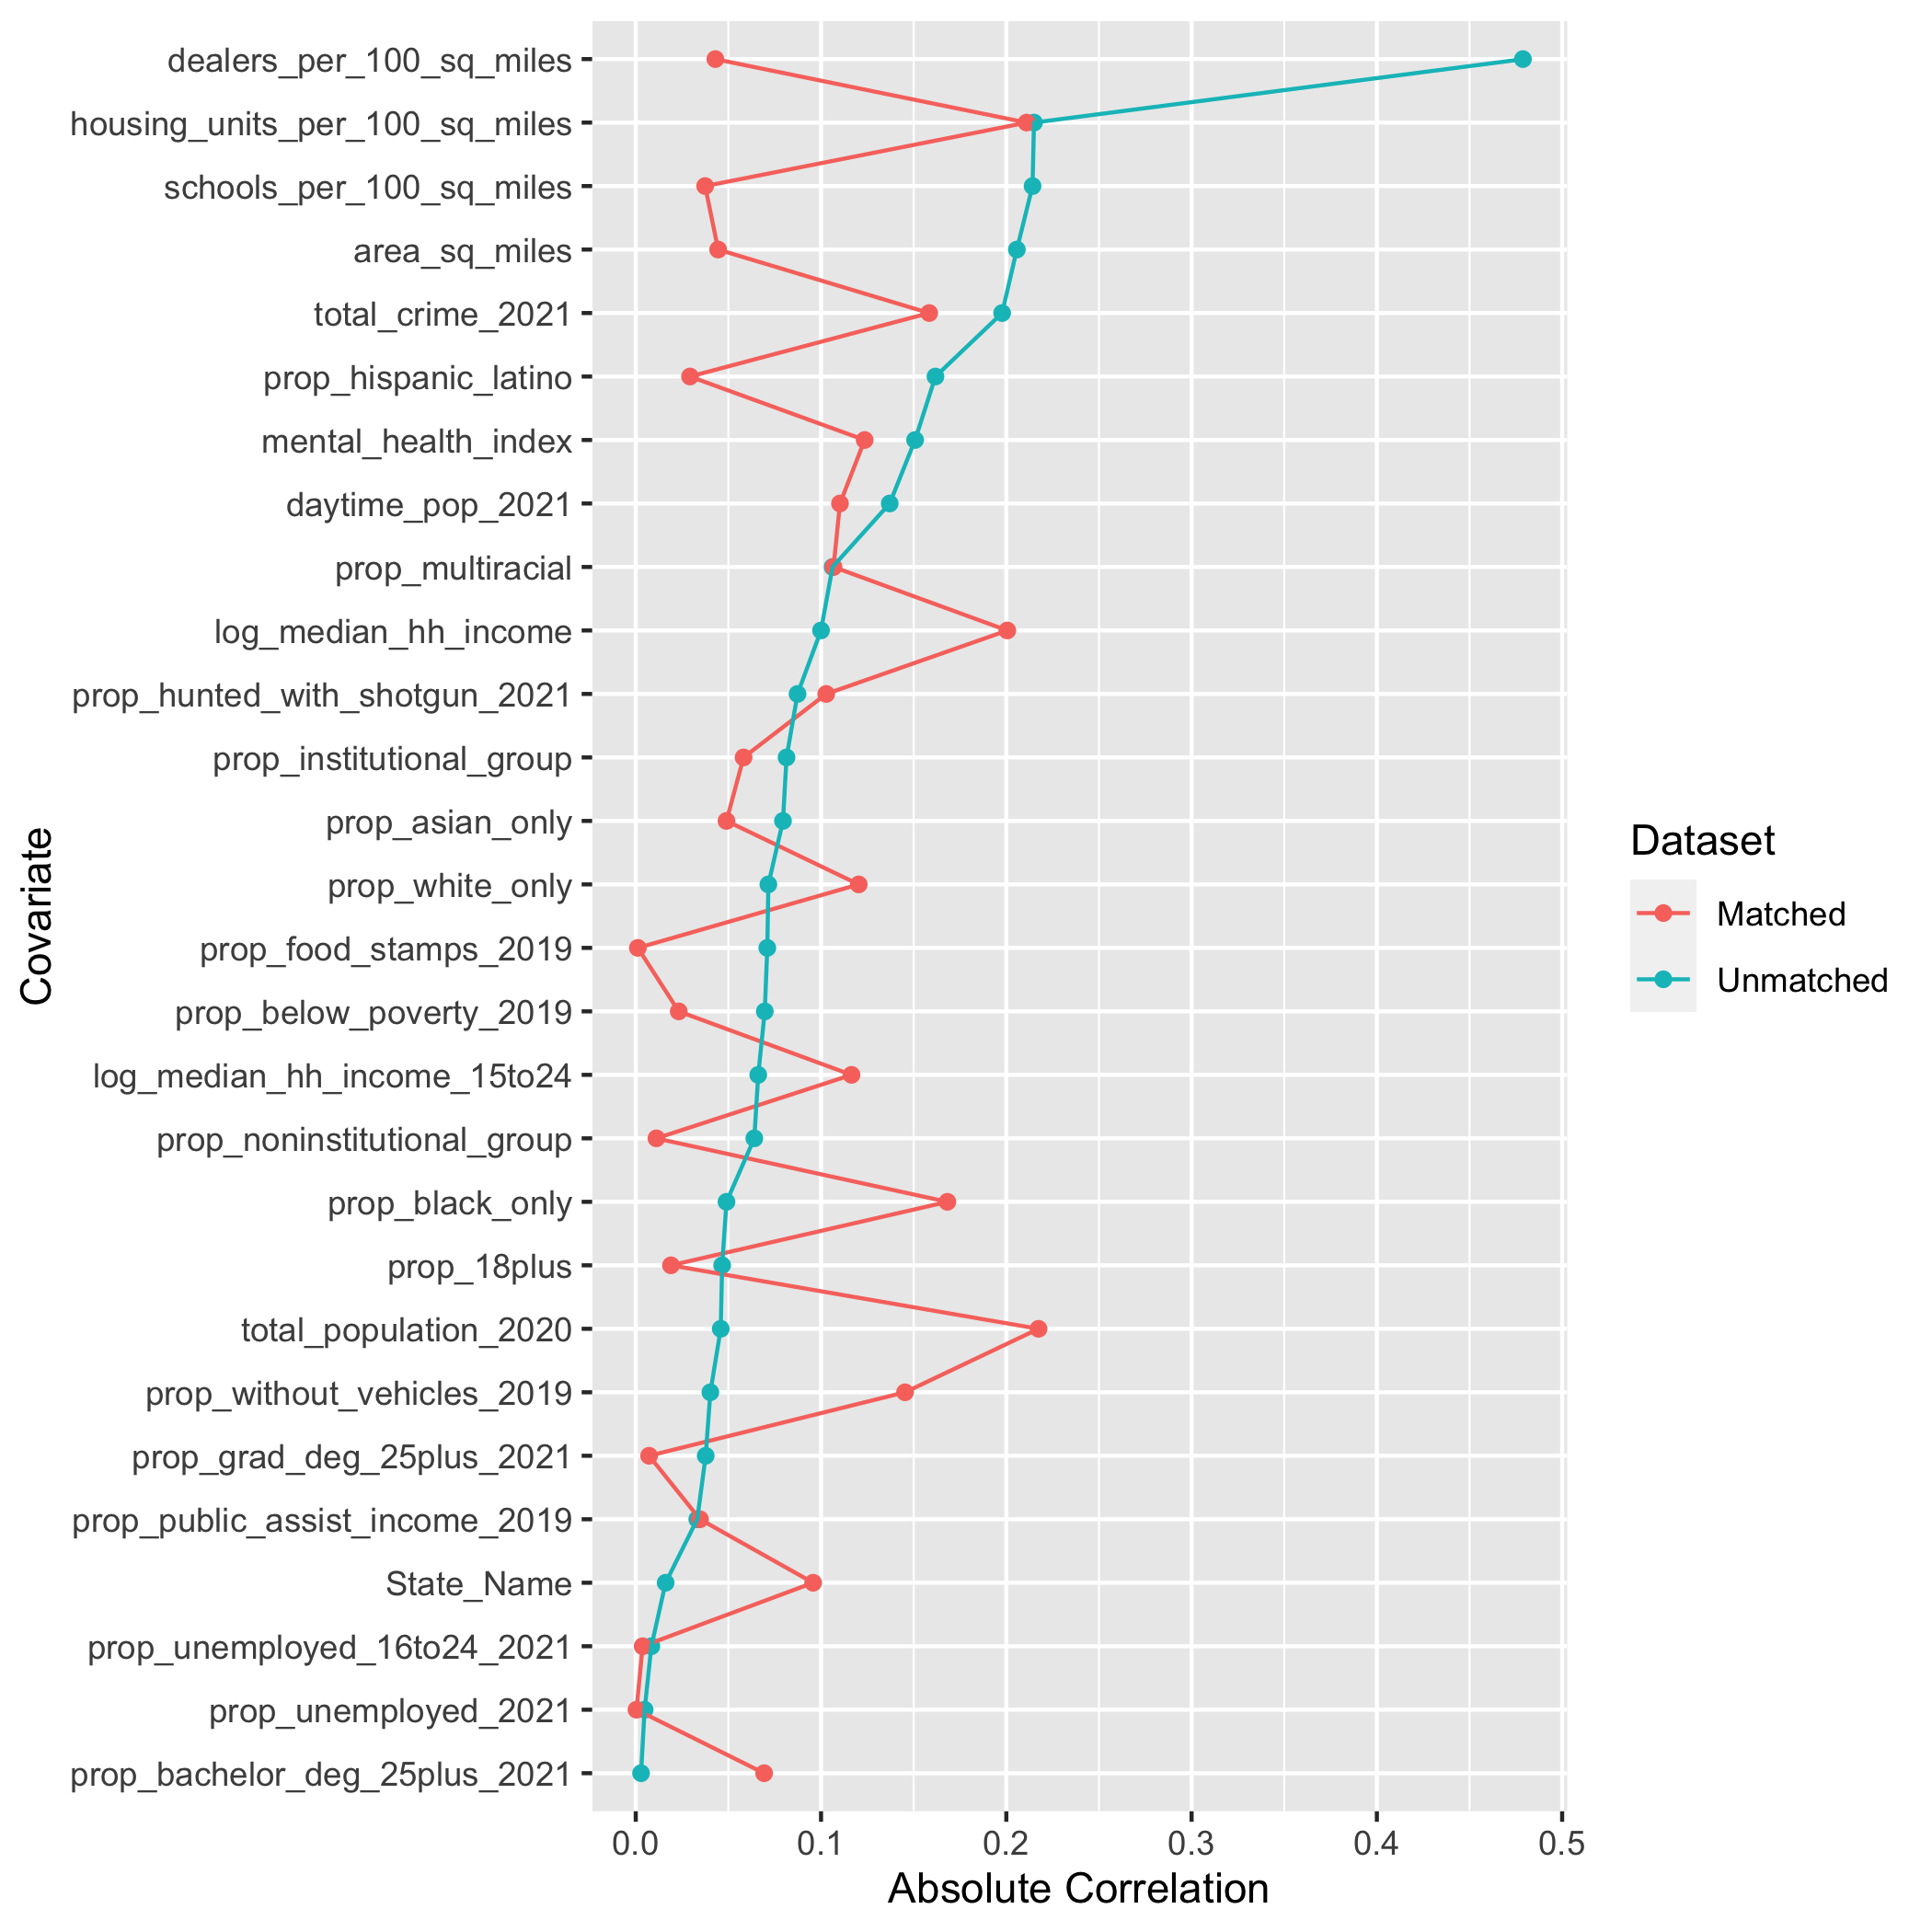 dealers_per_100_sq_miles
housing_units_per_100_sq_miles
schools_per_100_sq_miles
area_sq_miles
total_crime_2021
prop_hispanic_latino
mental_health_index
daytime_pop_2021
prop_multiracial
log_median_hh_income
prop_hunted_with_shotgun_2021
prop_institutional_group
prop_asian_only
prop_white_only
prop_food_stamps_2019
prop_below_poverty_2019
log_median_hh_income_15to24
prop_noninstitutional_group
prop_black_only
prop_18plus
total_population_2020
prop_without_vehicles_2019
prop_grad_deg_25plus_2021
prop_public_assist_income_2019
State_Name
prop_unemployed_16to24_2021
prop_unemployed_2021
prop_bachelor_deg_25plus_2021
Covariate
0.0 0.1 0.2 0.3 0.4 0.5
Absolute Correlation
Dataset
Matched
Unmatched